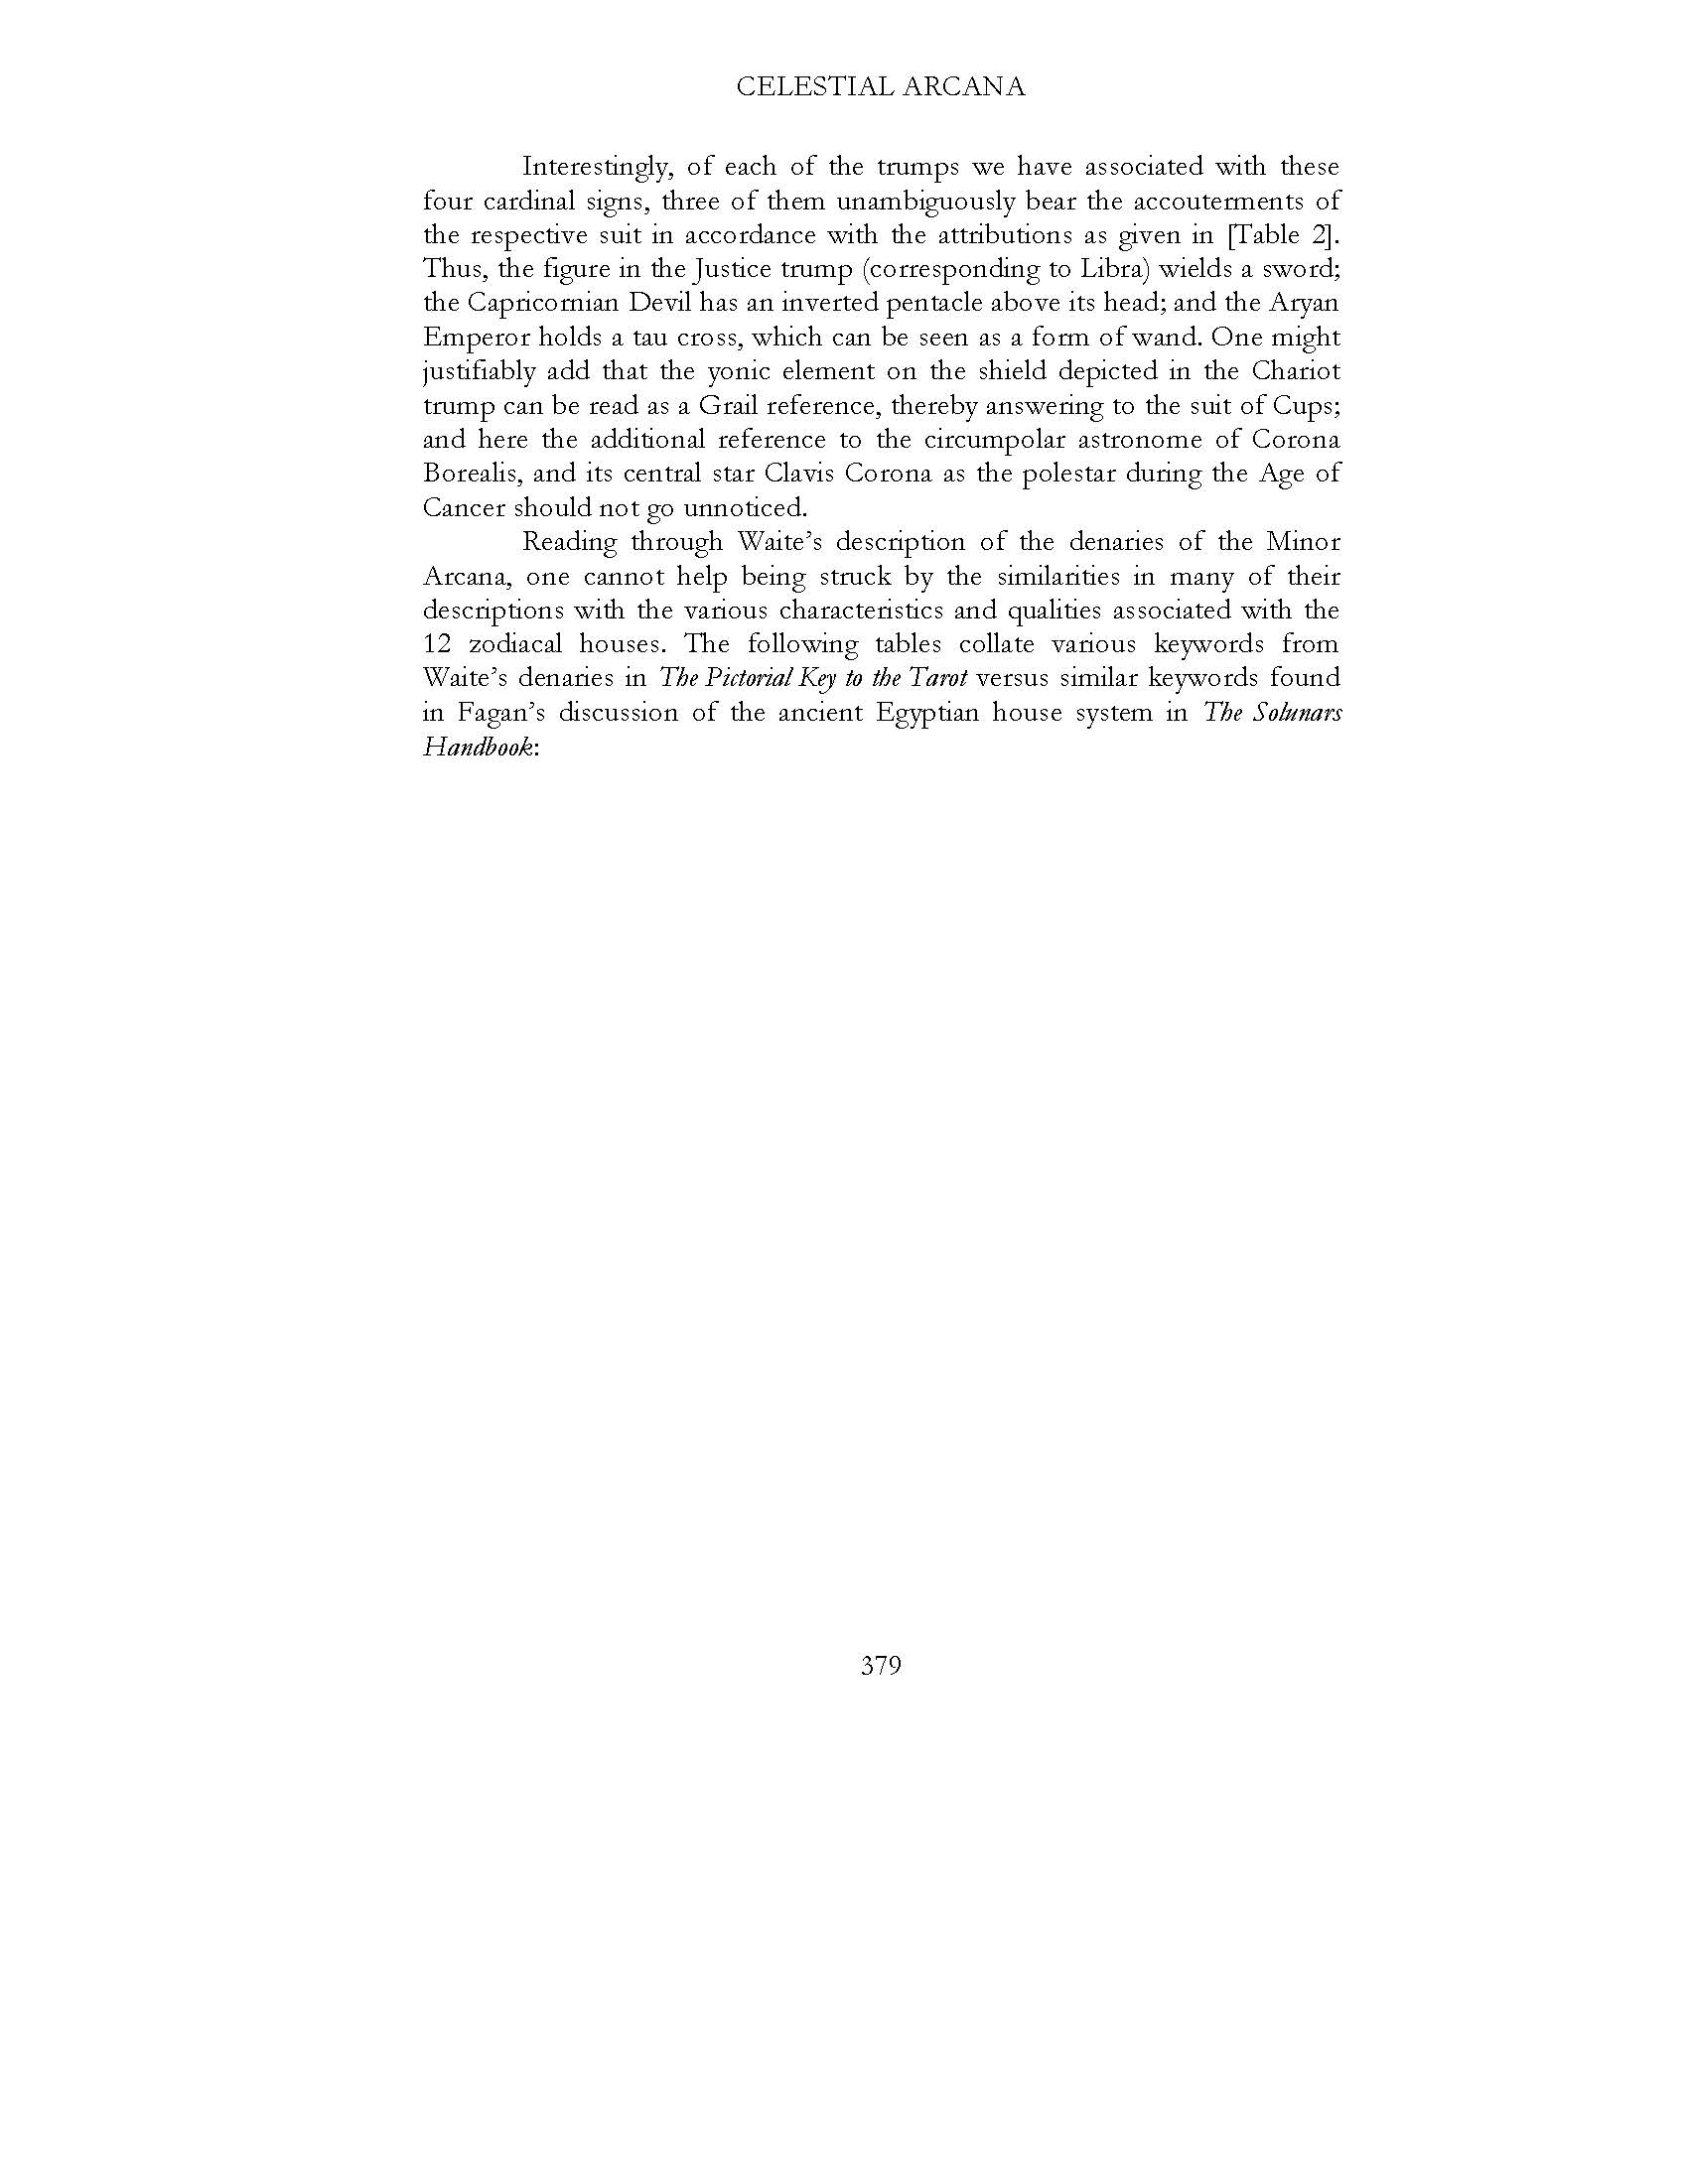 CELESTIAL ARCANA
Interestingly, of each of the trumps we have associated with these
four cardinal signs, three of them unambiguously bear the accouterments of
the respective suit in accordance with the attributions as given in [Table 2].
Thus, the figure in the Justice trump (corresponding to Libra) wields a sword;
the Capricornian Devil has an inverted pentacle above its head; and the Aryan
Emperor holds a tau cross, which can be seen as a form of wand. One might
justifiably add that the yonic element on the shield depicted in the Chariot
trump can be read as a Grail reference, thereby answering to the suit of Cups;
and here the additional reference to the circumpolar astronome of Corona
Borealis, and its central star Clavis Corona as the polestar during the Age of
Cancer should not go unnoticed.
Reading through Waite’s description of the denaries of the Minor
Arcana, one cannot help being struck by the similarities in many of their
descriptions with the various characteristics and qualities associated with the
12 zodiacal houses. The following tables collate various keywords from
Waite’s denaries in The Pictorial Key to the Tarot versus similar keywords found
in Fagan’s discussion of the ancient Egyptian house system in The Solunars
Handbook:
379